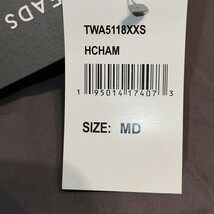 EADS
TWA5118XXS
HCHAM
1 95014 17407 3
SIZE: MD